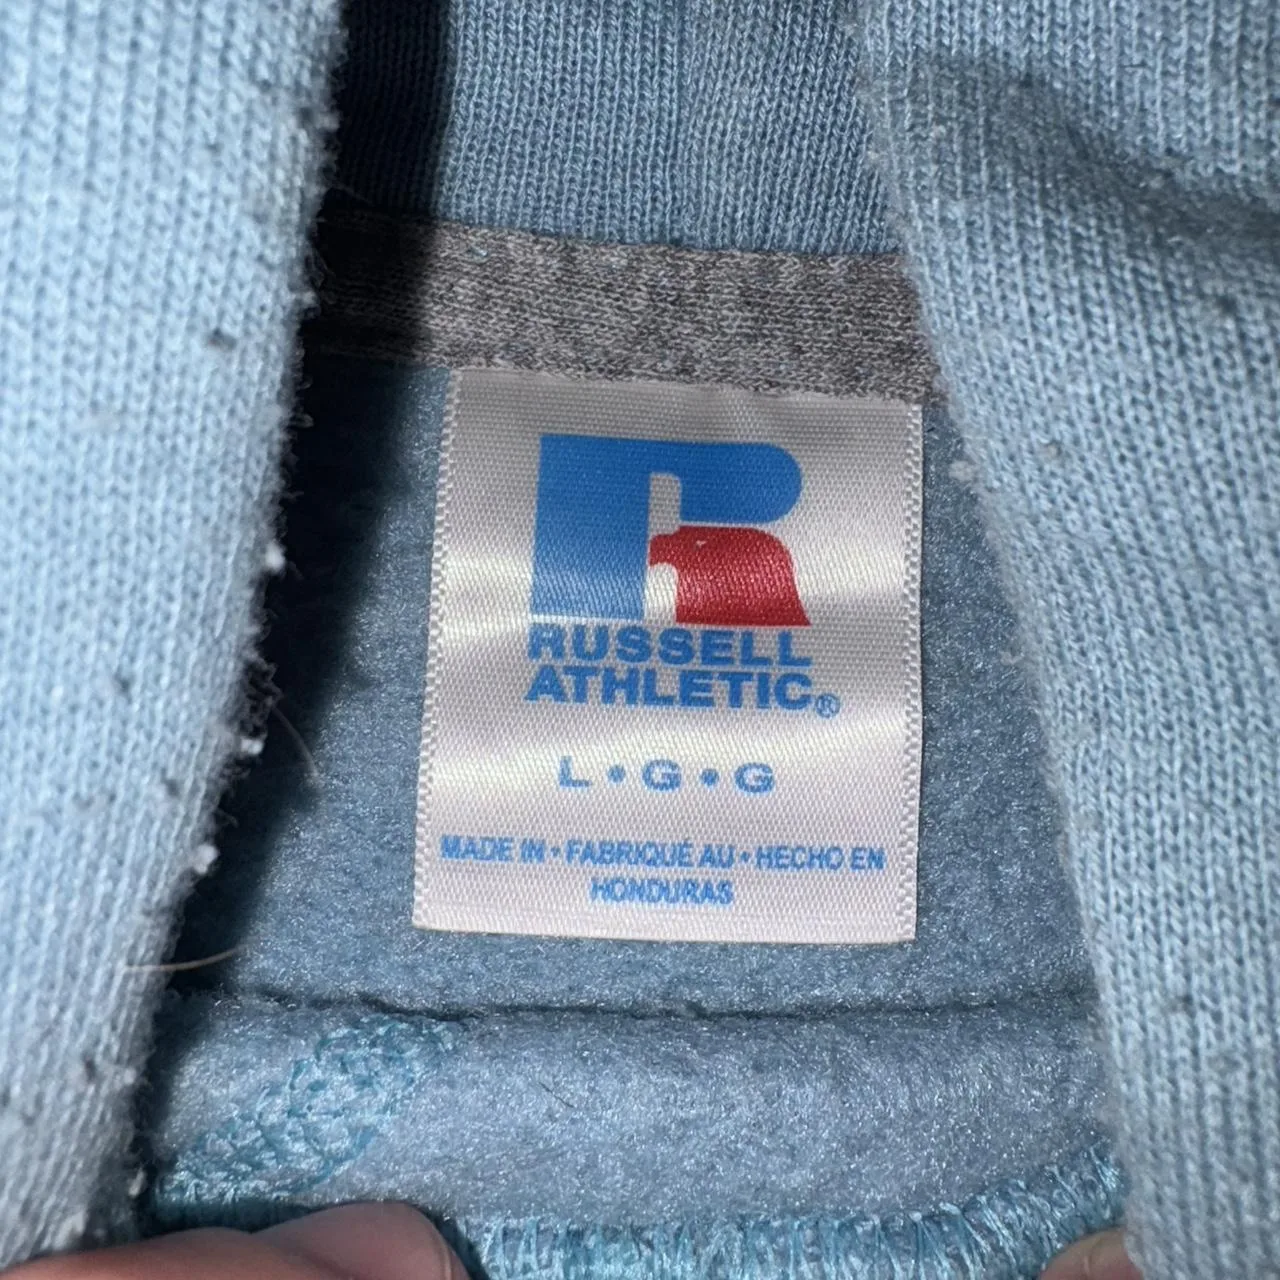 RUSSELL
ATHLETIC®
L • G • G
MADE IN • FABRIQUÉ AU • HECHO EN
HONDURAS